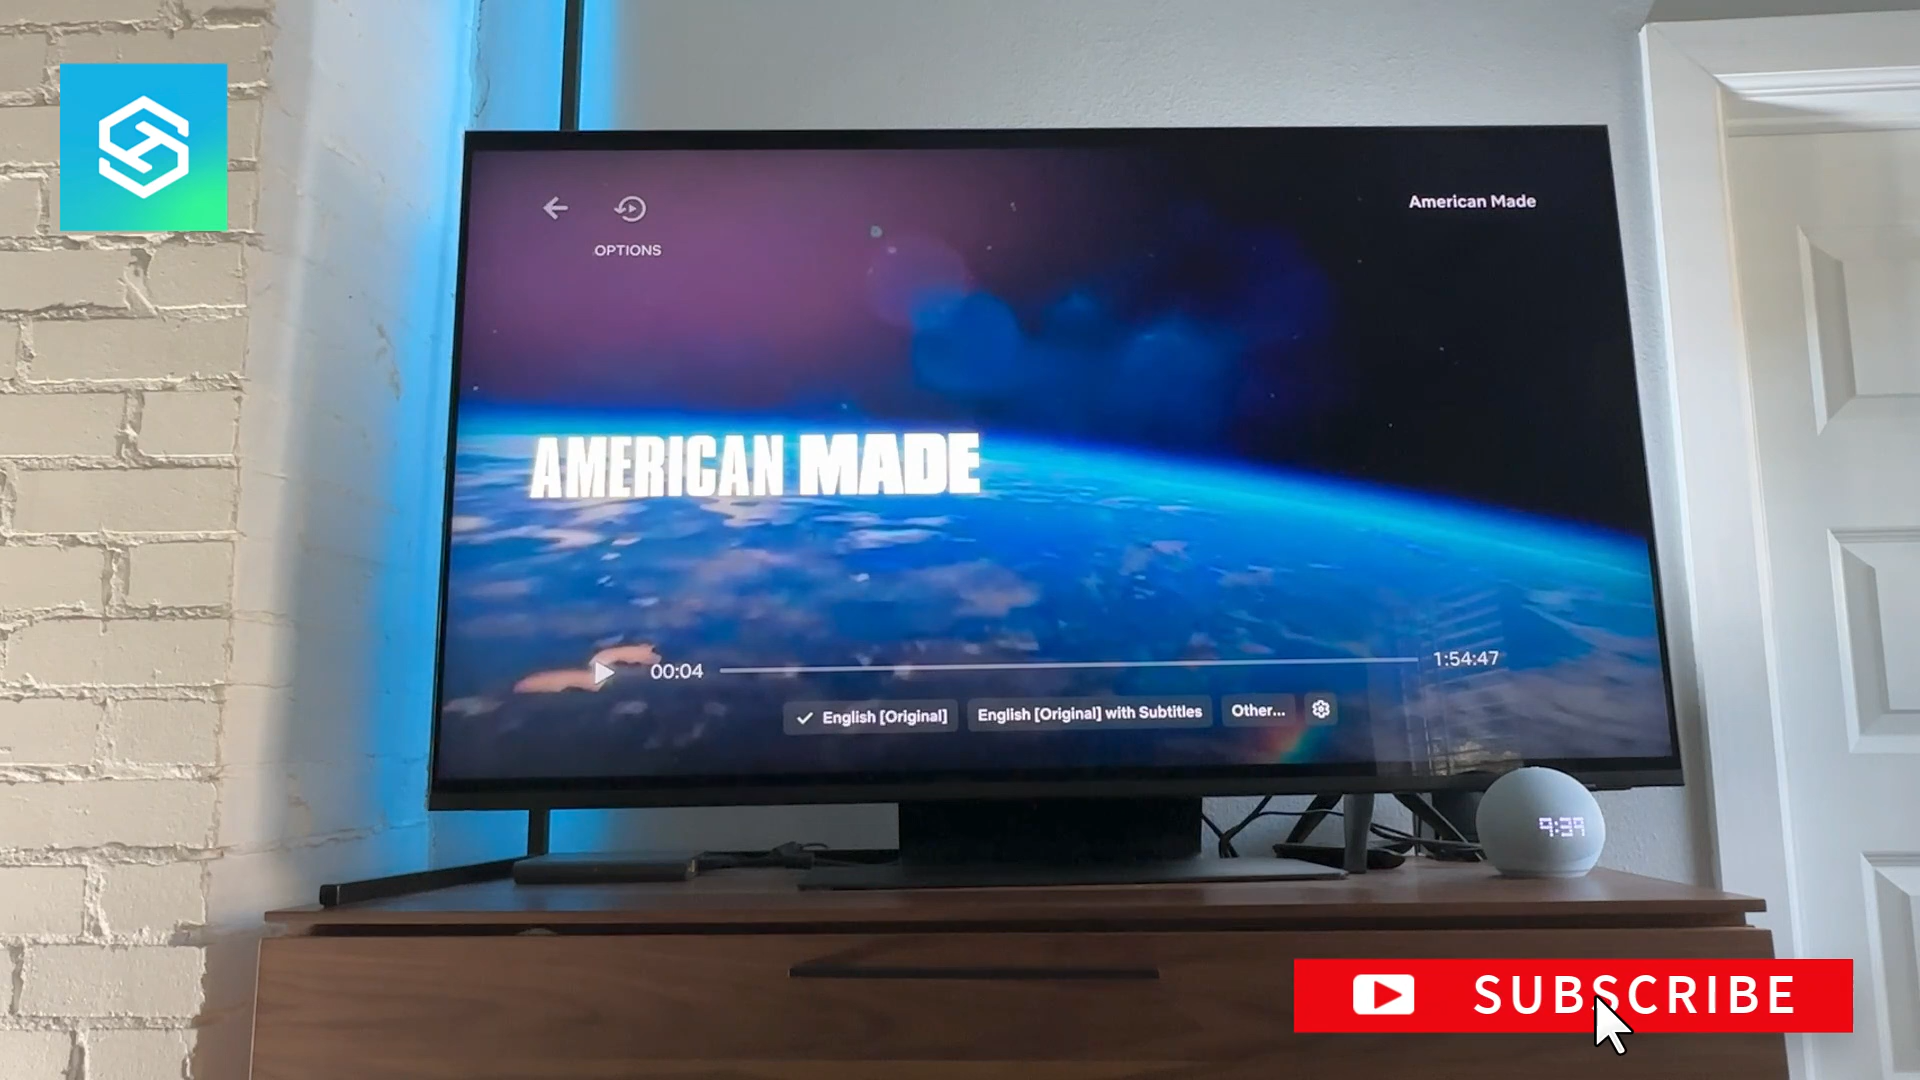 American Made
OPTIONS
AMERICAN MADE
00:04
1:54:47
English [Original]
English [Original] with Subtitles
Other...
9:39
SUBSCRIBE